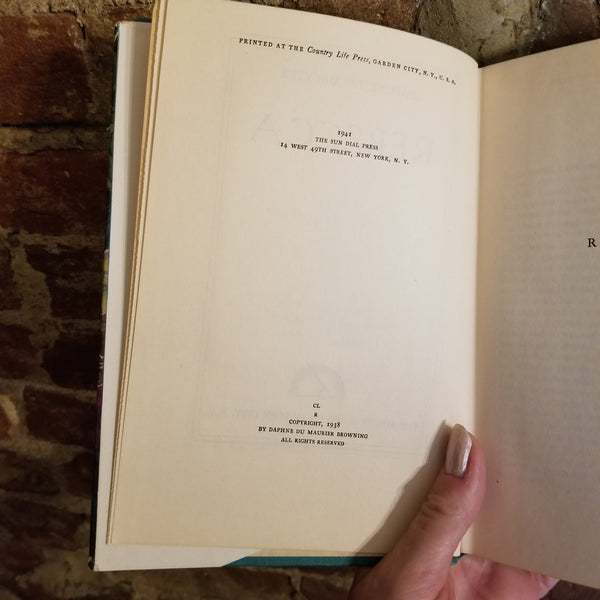 PRINTED AT THE Country Life Press, GARDEN CITY, N. Y., U. S. A.
1941
THE SUN DIAL PRESS
14 WEST 49TH STREET, NEW YORK, N. Y.
CL
R
COPYRIGHT, 1938
BY DAPHNE DU MAURIER BROWNING
ALL RIGHTS RESERVED
R